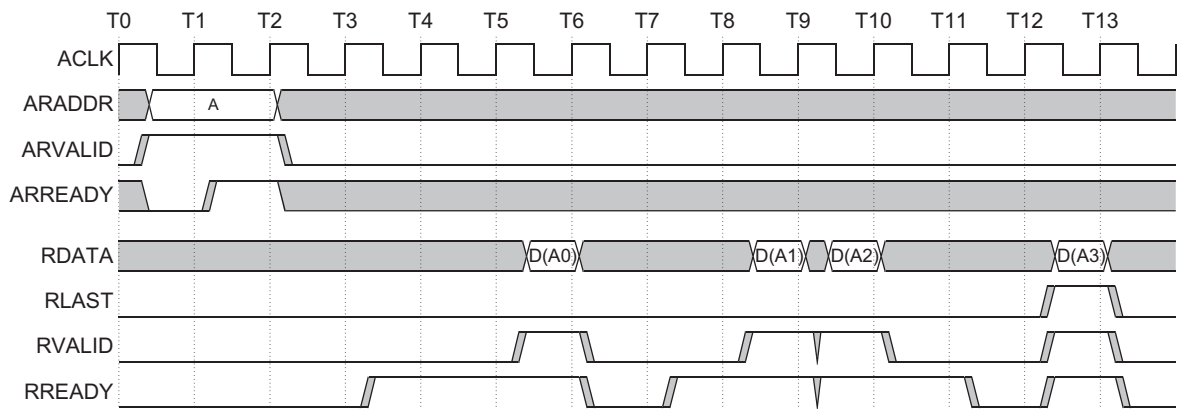 T0 T1 T2 T3 T4 T5 T6 T7 T8 T9 T10 T11 T12 T13
ACLK
ARADDR A
ARVALID
ARREADY
RDATA D(A0) D(A1) D(A2) D(A3)
RLAST
RVALID
RREADY